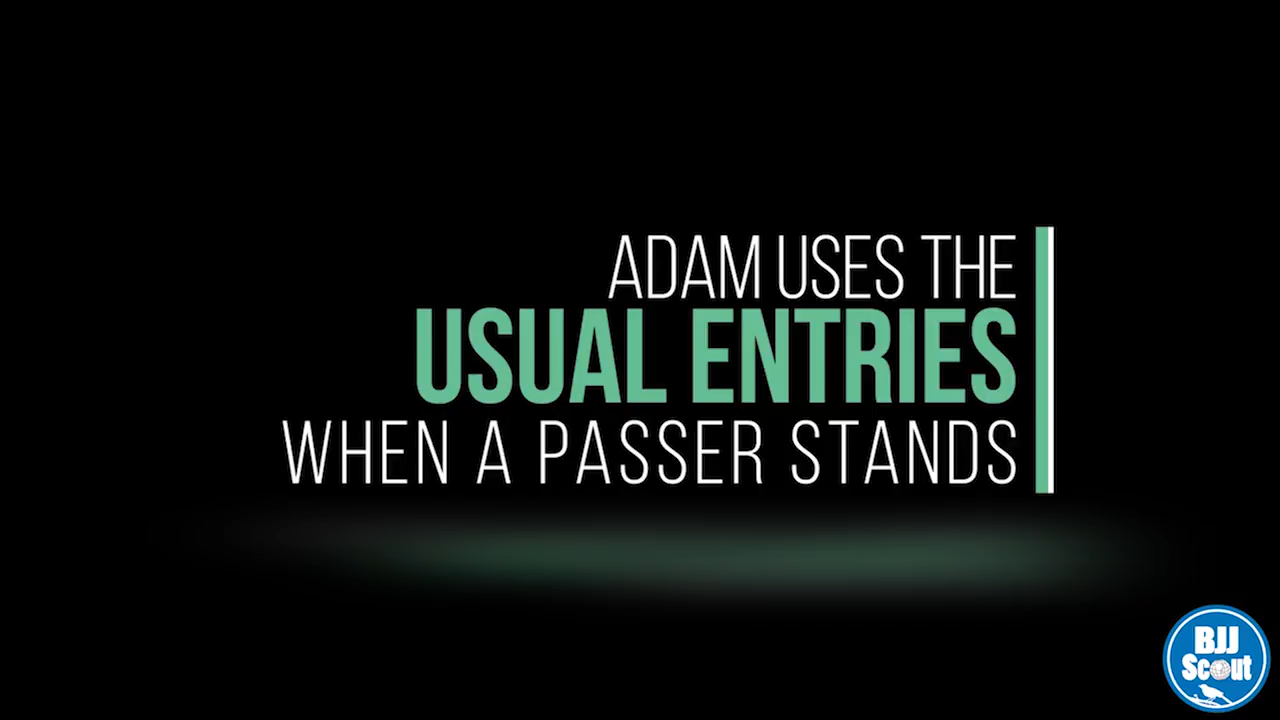 ADAM USES THE
USUAL ENTRIES
WHEN A PASSER STANDS
BJJ
Scout